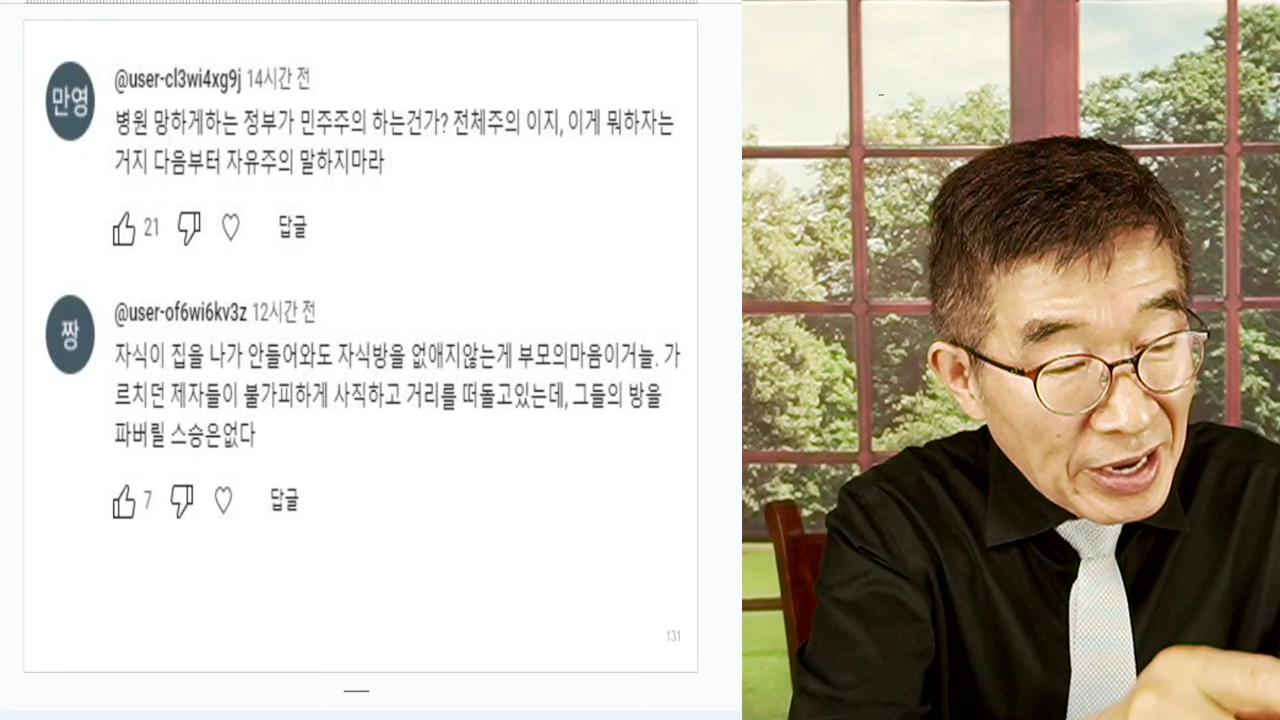 만영
@user-cl3wi4xg9j 14시간 전
병원 망하게하는 정부가 민주주의 하는건가? 전체주의 이지, 이게 뭐하자는
거지 다음부터 자유주의 말하지마라
21
답글
짱
@user-of6wi6kv3z 12시간 전
자식이 집을 나가 안들어와도 자식방을 없애지않는게 부모의마음이거늘. 가
르치던 제자들이 불가피하게 사직하고 거리를 떠돌고있는데, 그들의 방을
파버릴 스승은없다
7
답글
131